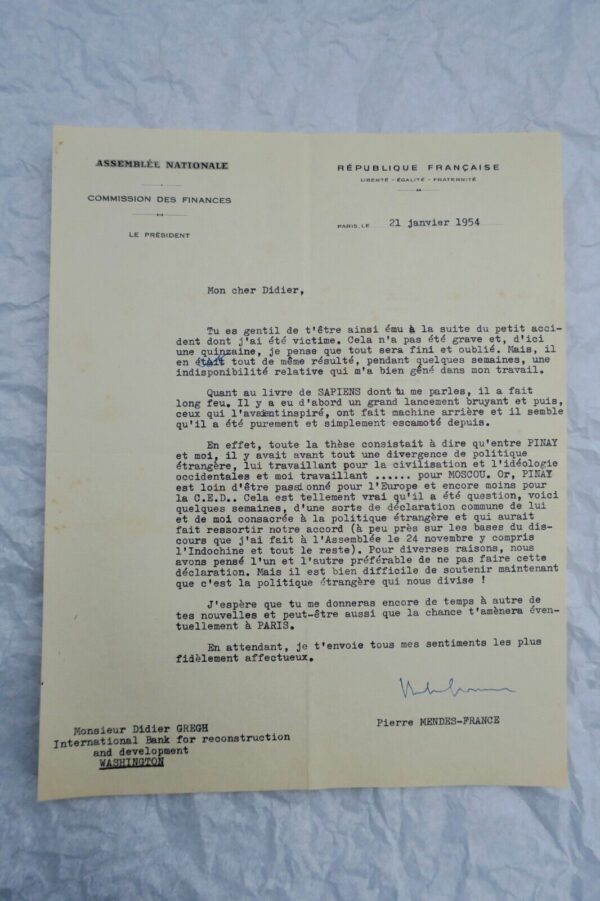 ASSEMBLÉE NATIONALE
COMMISSION DES FINANCES
LE PRÉSIDENT
RÉPUBLIQUE FRANÇAISE
LIBERTÉ - ÉGALITÉ - FRATERNITÉ
PARIS, LE 21 janvier 1954
Mon cher Didier,
Tu es gentil de t'être ainsi ému à la suite du petit acci-
dent dont j'ai été victime. Cela n'a pas été grave et, d'ici
une quinzaine, je pense que tout sera fini et oublié. Mais, il
en était tout de même résulté, pendant quelques semaines, une
indisponibilité relative qui m'a bien gêné dans mon travail.
Quant au livre de SAPIENS dont tu me parles, il a fait
long feu. Il y a eu d'abord un grand lancement bruyant et puis,
ceux qui l'avaient inspiré, ont fait machine arrière et il semble
qu'il a été purement et simplement escamoté depuis.
En effet, toute la thèse consistait à dire qu'entre PINAY
et moi, il y avait avant tout une divergence de politique
étrangère, lui travaillant pour la civilisation et l'idéologie
occidentales et moi travaillant ...... pour MOSCOU. Or, PINAY
est loin d'être passionné pour l'Europe et encore moins pour
la C.E.D.. Cela est tellement vrai qu'il a été question, voici
quelques semaines, d'une sorte de déclaration commune de lui
et de moi consacrée à la politique étrangère et qui aurait
fait ressortir notre accord (à peu près sur les bases du dis-
cours que j'ai fait à l'Assemblée le 24 novembre y compris
l'Indochine et tout le reste). Pour diverses raisons, nous
avons pensé l'un et l'autre préférable de ne pas faire cette
déclaration. Mais il est bien difficile de soutenir maintenant
que c'est la politique étrangère qui nous divise !
J'espère que tu me donneras encore de temps à autre de
tes nouvelles et peut-être aussi que la chance t'amènera éven-
tuellement à PARIS.
En attendant, je t'envoie tous mes sentiments les plus
fidèlement affectueux.
Pierre MENDES-FRANCE
Monsieur Didier GREGH
International Bank for reconstruction
and development
WASHINGTON